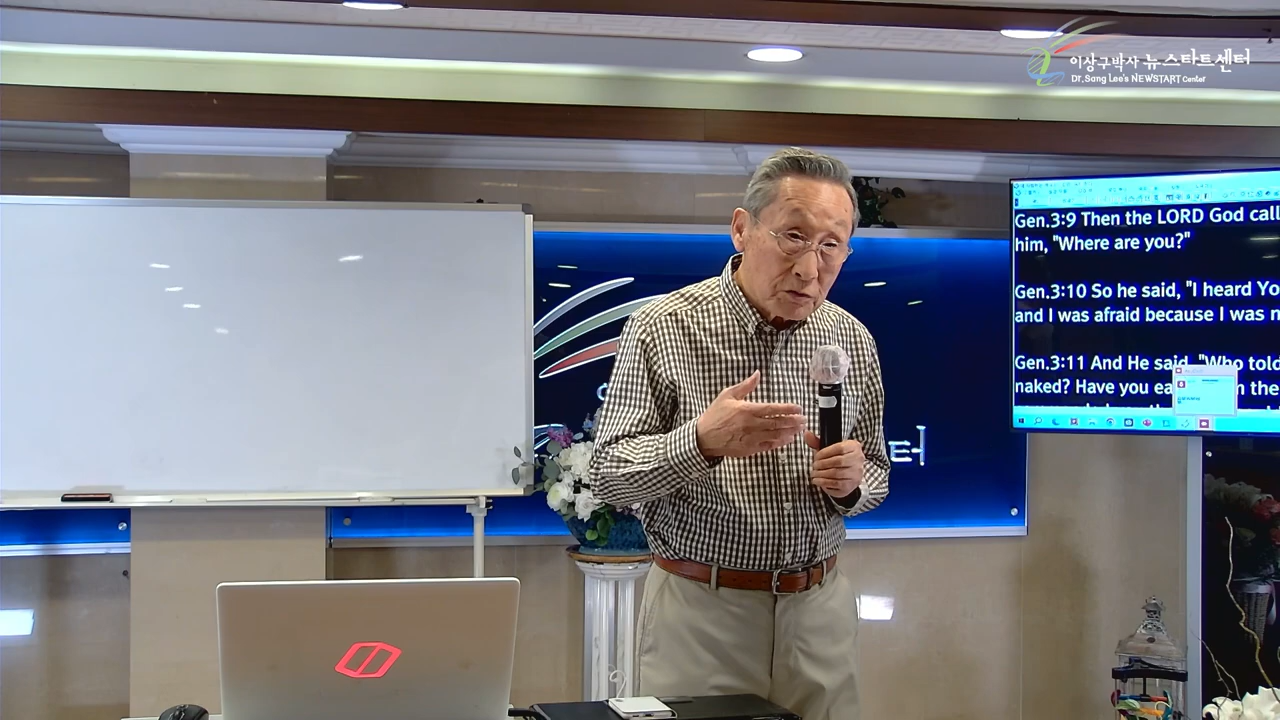 이상구박사 뉴스타트센터
Dr. Sang Lee's NEWSTART Center
Gen.3:9 Then the LORD God call
him, "Where are you?"
Gen.3:10 So he said, "I heard Yo
and I was afraid because I was n
Gen.3:11 And He said, "Who told
naked? Have you ea the
터